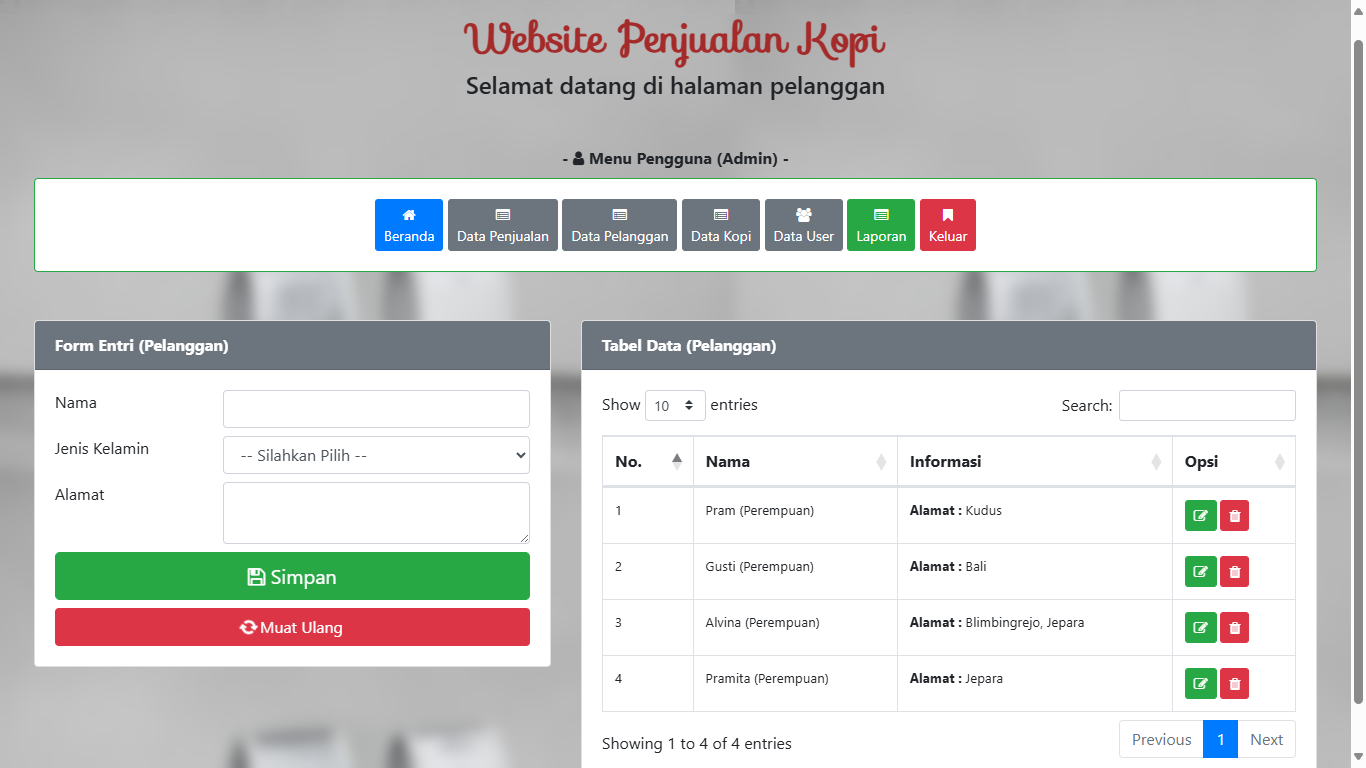 Website Penjualan Kopi
Selamat datang di halaman pelanggan
- Menu Pengguna (Admin) -
Beranda
Data Penjualan
Data Pelanggan
Data Kopi
Data User
Laporan
Keluar
Form Entri (Pelanggan)
Nama
Jenis Kelamin
-- Silahkan Pilih --
Alamat
Simpan
Muat Ulang
Tabel Data (Pelanggan)
Show 10 entries
Search:
No. Nama Informasi Opsi
1 Pram (Perempuan) Alamat : Kudus
2 Gusti (Perempuan) Alamat : Bali
3 Alvina (Perempuan) Alamat : Blimbingrejo, Jepara
4 Pramita (Perempuan) Alamat : Jepara
Showing 1 to 4 of 4 entries
Previous 1 Next